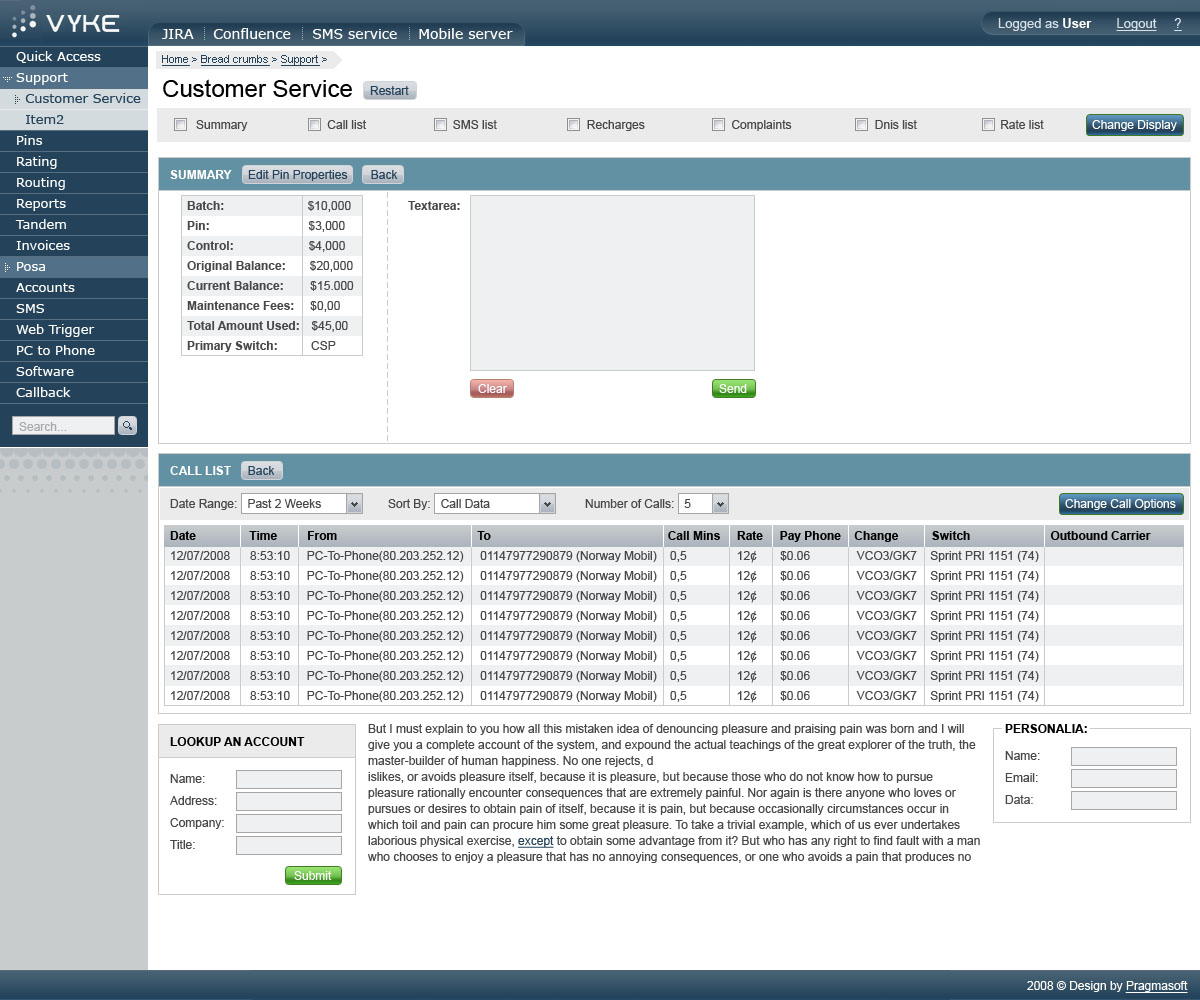 VYKE
JIRA Confluence SMS service Mobile server
Logged as User Logout ?
Quick Access
Support
Customer Service
Item2
Pins
Rating
Routing
Reports
Tandem
Invoices
Posa
Accounts
SMS
Web Trigger
PC to Phone
Software
Callback
Search...
Home > Bread crumbs > Support >
Customer Service Restart
Summary Call list SMS list Recharges Complaints Dnis list Rate list Change Display
SUMMARY Edit Pin Properties Back
Batch: $10,000
Pin: $3,000
Control: $4,000
Original Balance: $20,000
Current Balance: $15.000
Maintenance Fees: $0,00
Total Amount Used: $45,00
Primary Switch: CSP
Textarea:
Clear Send
CALL LIST Back
Date Range: Past 2 Weeks Sort By: Call Data Number of Calls: 5 Change Call Options
Date Time From To Call Mins Rate Pay Phone Change Switch Outbound Carrier
12/07/2008 8:53:10 PC-To-Phone(80.203.252.12) 01147977290879 (Norway Mobil) 0,5 12¢ $0.06 VCO3/GK7 Sprint PRI 1151 (74)
12/07/2008 8:53:10 PC-To-Phone(80.203.252.12) 01147977290879 (Norway Mobil) 0,5 12¢ $0.06 VCO3/GK7 Sprint PRI 1151 (74)
12/07/2008 8:53:10 PC-To-Phone(80.203.252.12) 01147977290879 (Norway Mobil) 0,5 12¢ $0.06 VCO3/GK7 Sprint PRI 1151 (74)
12/07/2008 8:53:10 PC-To-Phone(80.203.252.12) 01147977290879 (Norway Mobil) 0,5 12¢ $0.06 VCO3/GK7 Sprint PRI 1151 (74)
12/07/2008 8:53:10 PC-To-Phone(80.203.252.12) 01147977290879 (Norway Mobil) 0,5 12¢ $0.06 VCO3/GK7 Sprint PRI 1151 (74)
12/07/2008 8:53:10 PC-To-Phone(80.203.252.12) 01147977290879 (Norway Mobil) 0,5 12¢ $0.06 VCO3/GK7 Sprint PRI 1151 (74)
12/07/2008 8:53:10 PC-To-Phone(80.203.252.12) 01147977290879 (Norway Mobil) 0,5 12¢ $0.06 VCO3/GK7 Sprint PRI 1151 (74)
12/07/2008 8:53:10 PC-To-Phone(80.203.252.12) 01147977290879 (Norway Mobil) 0,5 12¢ $0.06 VCO3/GK7 Sprint PRI 1151 (74)
LOOKUP AN ACCOUNT
Name:
Address:
Company:
Title:
Submit
But I must explain to you how all this mistaken idea of denouncing pleasure and praising pain was born and I will
give you a complete account of the system, and expound the actual teachings of the great explorer of the truth, the
master-builder of human happiness. No one rejects, d
islikes, or avoids pleasure itself, because it is pleasure, but because those who do not know how to pursue
pleasure rationally encounter consequences that are extremely painful. Nor again is there anyone who loves or
pursues or desires to obtain pain of itself, because it is pain, but because occasionally circumstances occur in
which toil and pain can procure him some great pleasure. To take a trivial example, which of us ever undertakes
laborious physical exercise, except to obtain some advantage from it? But who has any right to find fault with a man
who chooses to enjoy a pleasure that has no annoying consequences, or one who avoids a pain that produces no
PERSONALIA:
Name:
Email:
Data:
2008 © Design by Pragmasoft